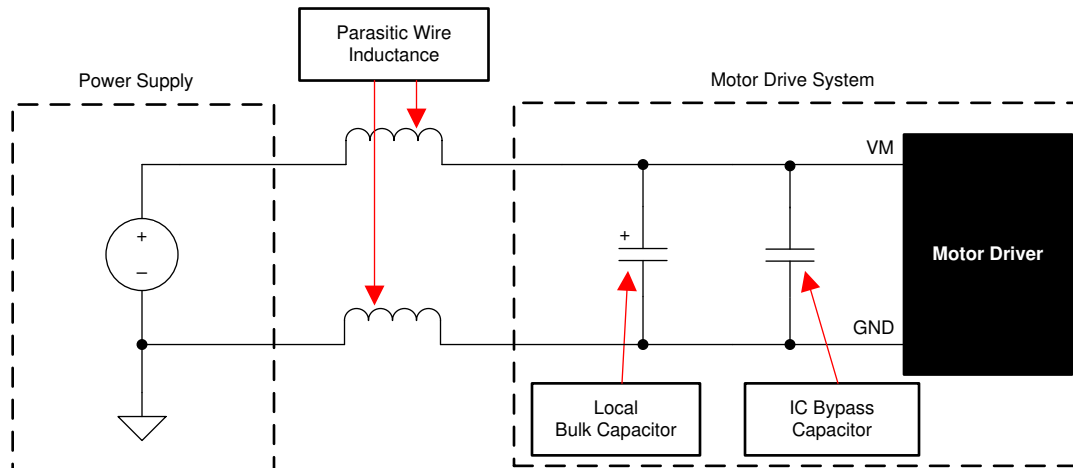 Parasitic Wire
Inductance
Power Supply
Motor Drive System
VM
+
–
+
Motor Driver
GND
Local
Bulk Capacitor
IC Bypass
Capacitor